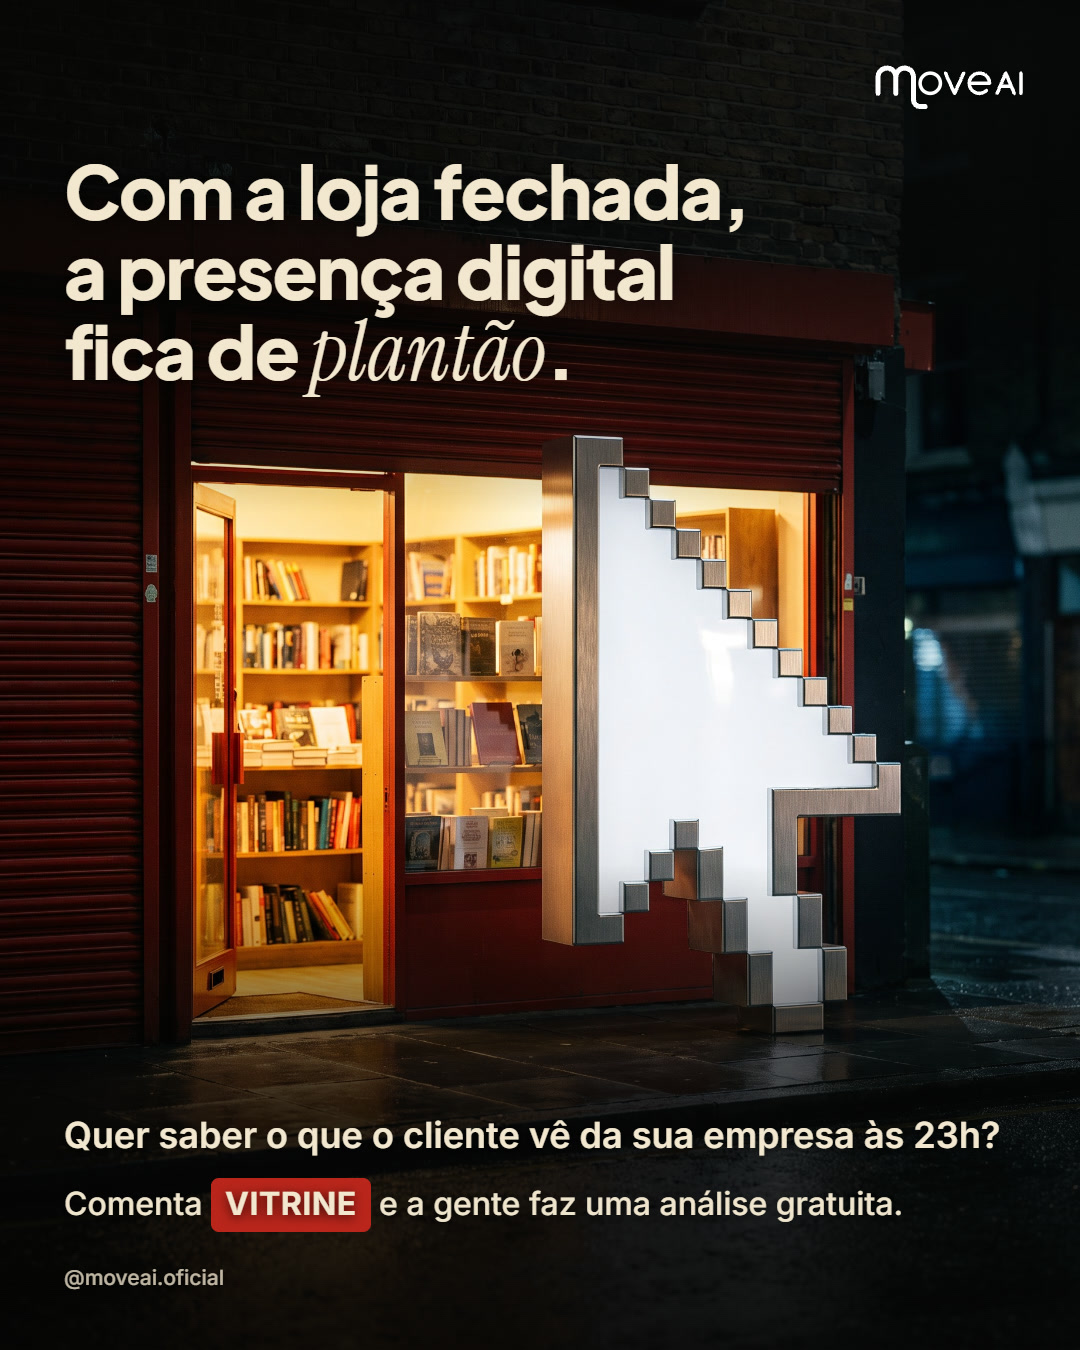 moveAI
Com a loja fechada,
a presença digital
fica de plantão.
Quer saber o que o cliente vê da sua empresa às 23h?
Comenta VITRINE e a gente faz uma análise gratuita.
@moveai.oficial